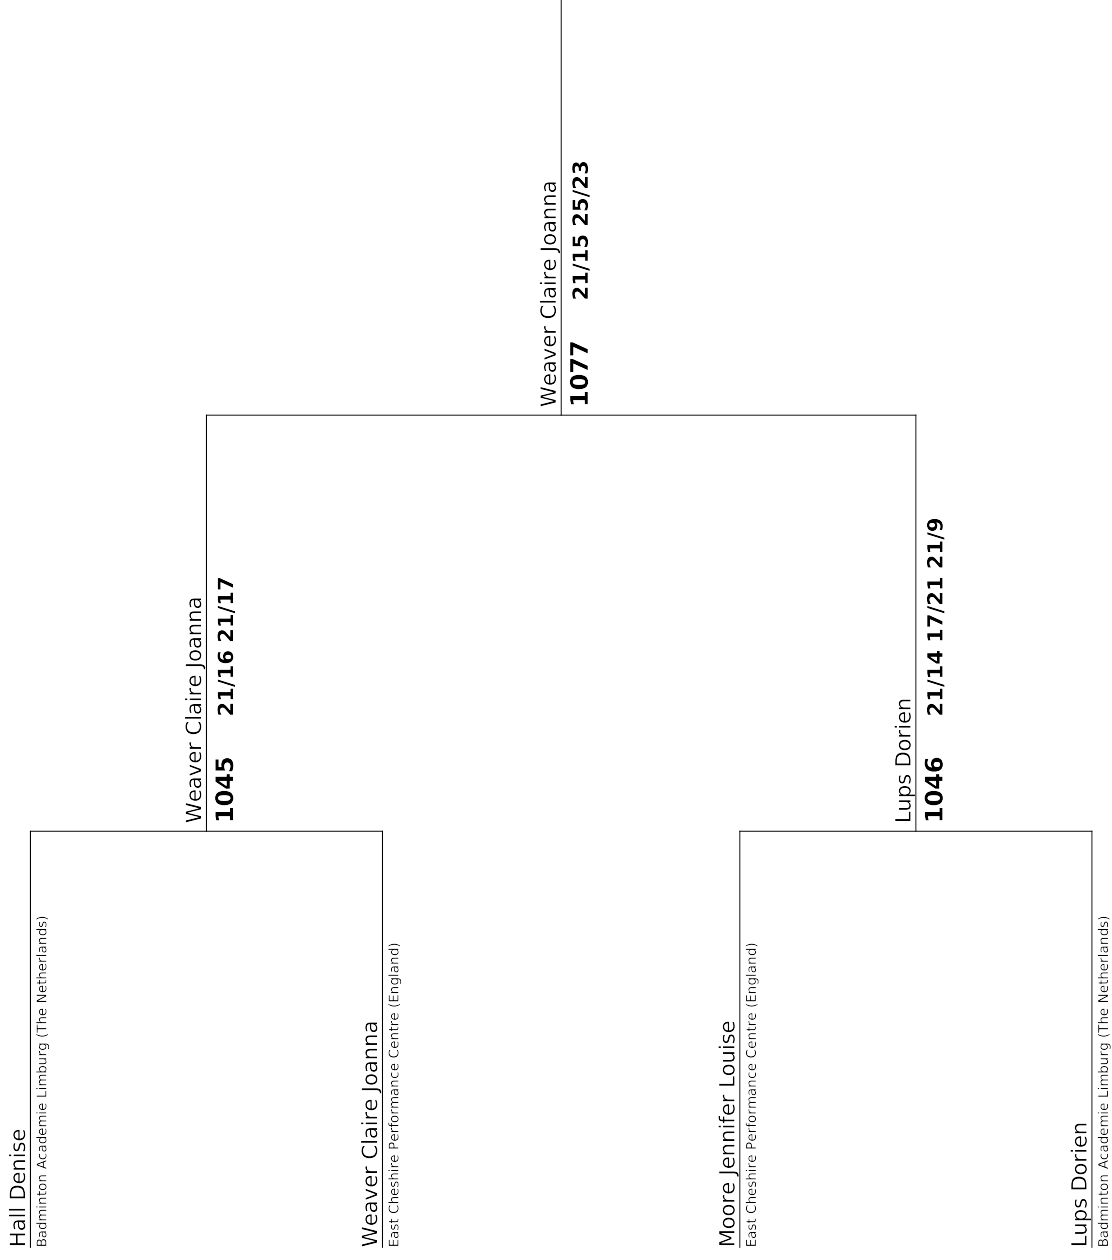 Hall Denise
Badminton Academie Limburg (The Netherlands)
Weaver Claire Joanna
East Cheshire Performance Centre (England)
Moore Jennifer Louise
East Cheshire Performance Centre (England)
Lups Dorien
Badminton Academie Limburg (The Netherlands)
Weaver Claire Joanna
1045 21/16 21/17
Lups Dorien
1046 21/14 17/21 21/9
Weaver Claire Joanna
1077 21/15 25/23